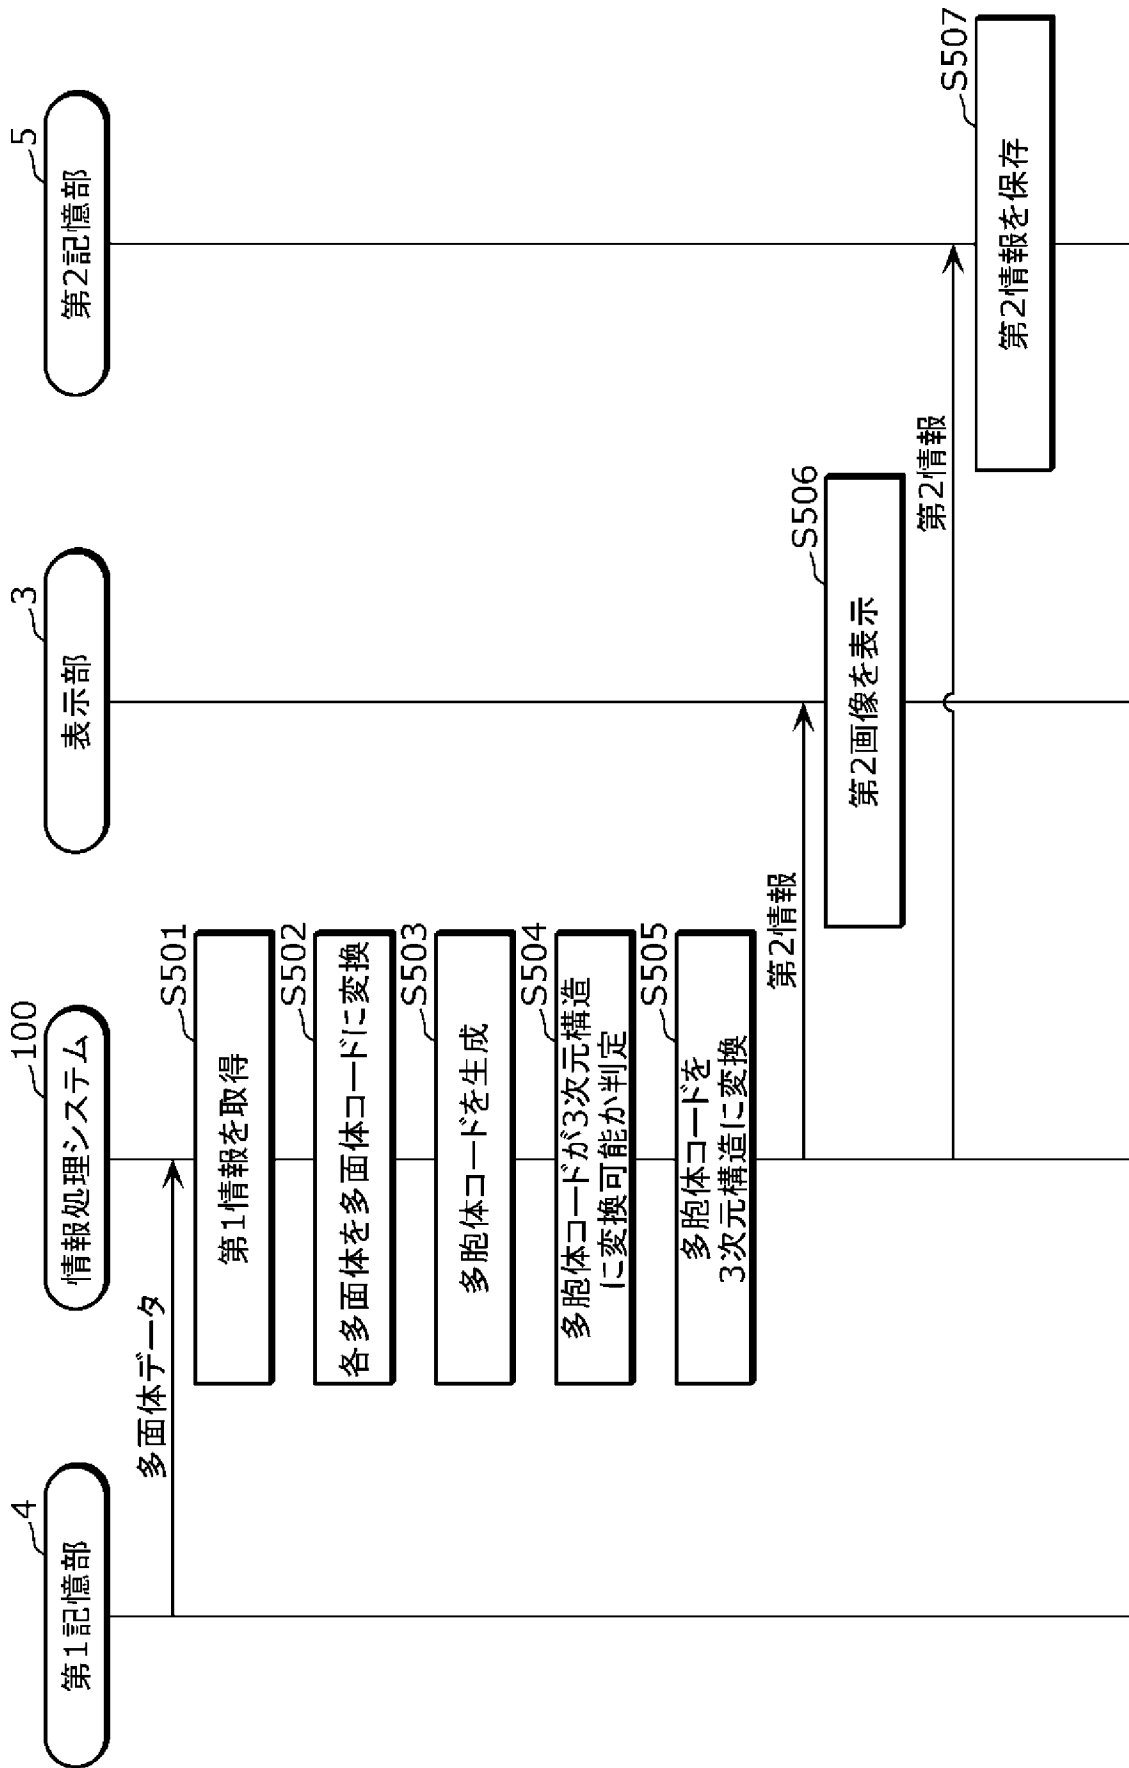 4
第1記憶部
100
情報処理システム
3
表示部
5
第2記憶部
多面体データ
S501
第1情報を取得
S502
各多面体を多面体コードに変換
S503
多胞体コードを生成
S504
多胞体コードが3次元構造
に変換可能か判定
S505
多胞体コードを
3次元構造に変換
第2情報
S506
第2画像を表示
第2情報
S507
第2情報を保存